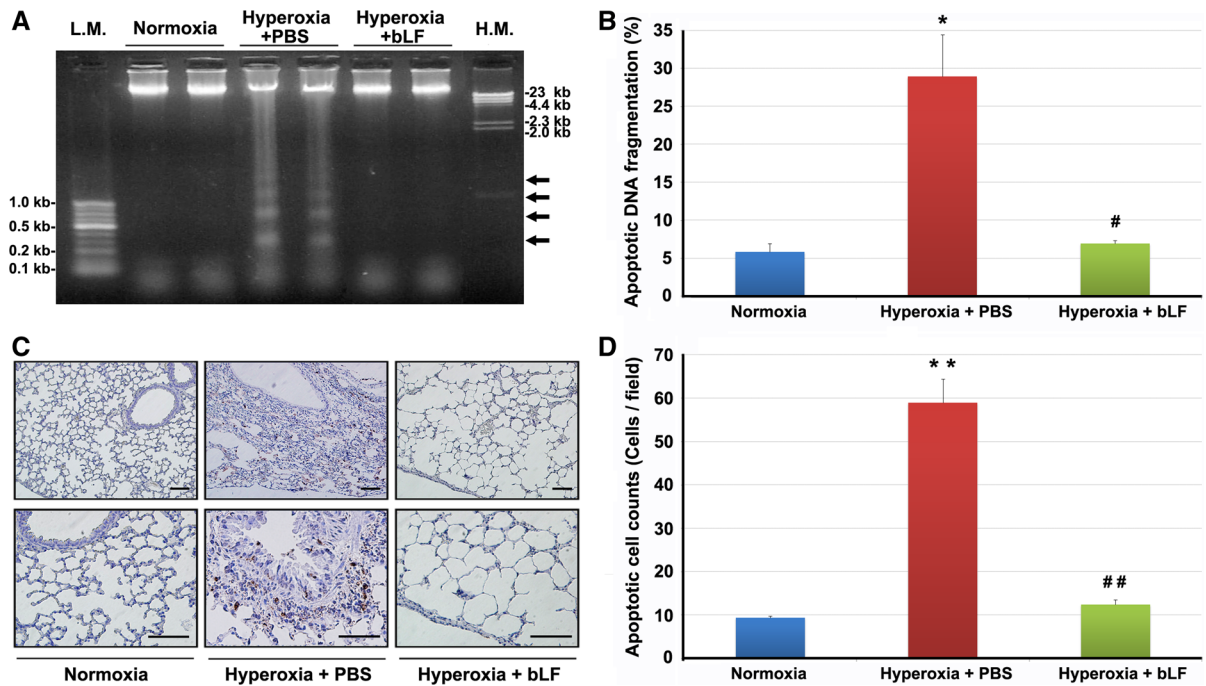 A
L.M.
Normoxia
Hyperoxia
+PBS
Hyperoxia
+bLF
H.M.
-23 kb
-4.4 kb
-2.3 kb
-2.0 kb
1.0 kb-
0.5 kb-
0.2 kb-
0.1 kb-
B
Apoptotic DNA fragmentation (%)
35
30
25
20
15
10
5
0
*
#
Normoxia
Hyperoxia + PBS
Hyperoxia + bLF
C
Normoxia
Hyperoxia + PBS
Hyperoxia + bLF
D
Apoptotic cell counts (Cells / field)
70
60
50
40
30
20
10
0
* *
# #
Normoxia
Hyperoxia + PBS
Hyperoxia + bLF